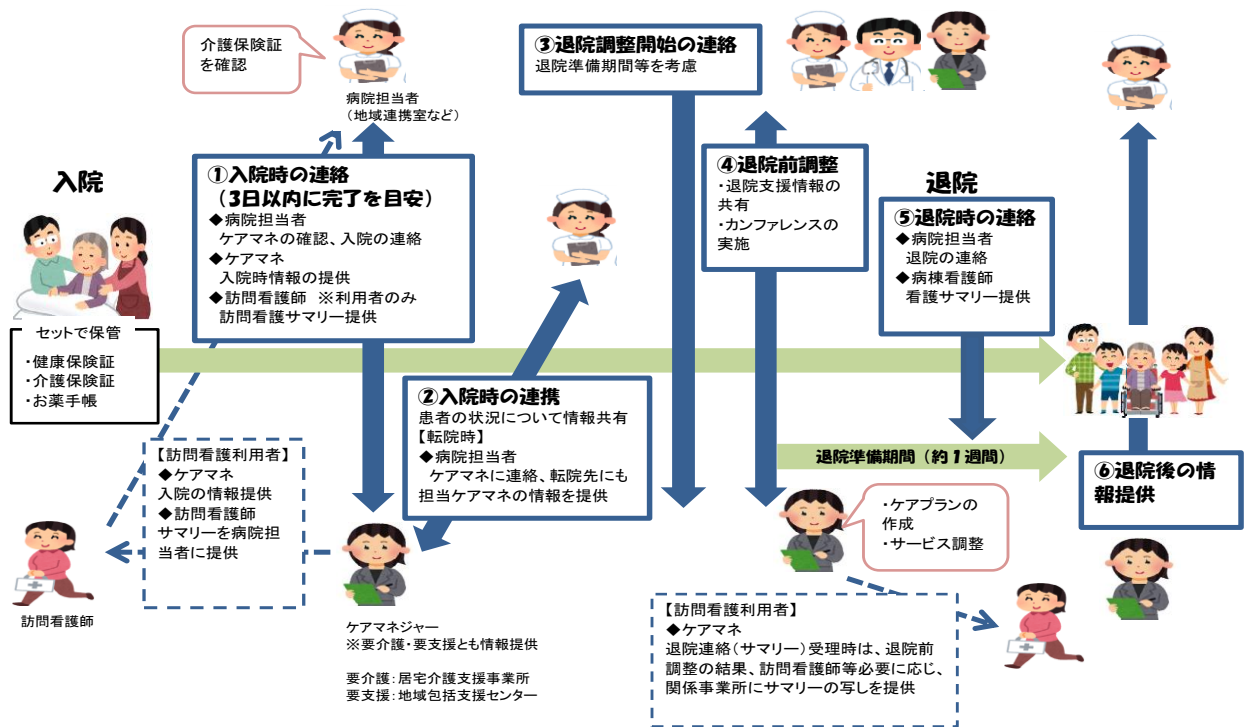 介護保険証
を確認
病院担当者
（地域連携室など）
③退院調整開始の連絡
退院準備期間等を考慮
入院
①入院時の連絡
（3日以内に完了を目安）
◆病院担当者
ケアマネの確認、入院の連絡
◆ケアマネ
入院時情報の提供
◆訪問看護師　※利用者のみ
訪問看護サマリー提供
④退院前調整
・退院支援情報の
共有
・カンファレンスの
実施
退院
⑤退院時の連絡
◆病院担当者
退院の連絡
◆病棟看護師
看護サマリー提供
セットで保管
・健康保険証
・介護保険証
・お薬手帳
②入院時の連携
患者の状況について情報共有
【転院時】
◆病院担当者
ケアマネに連絡、転院先にも
担当ケアマネの情報を提供
【訪問看護利用者】
◆ケアマネ
入院の情報提供
◆訪問看護師
サマリーを病院担
当者に提供
退院準備期間（約１週間）
⑥退院後の情
報提供
・ケアプランの
作成
・サービス調整
訪問看護師
ケアマネジャー
※要介護・要支援とも情報提供
要介護：居宅介護支援事業所
要支援：地域包括支援センター
【訪問看護利用者】
◆ケアマネ
退院連絡（サマリー）受理時は、退院前
調整の結果、訪問看護師等必要に応じ、
関係事業所にサマリーの写しを提供